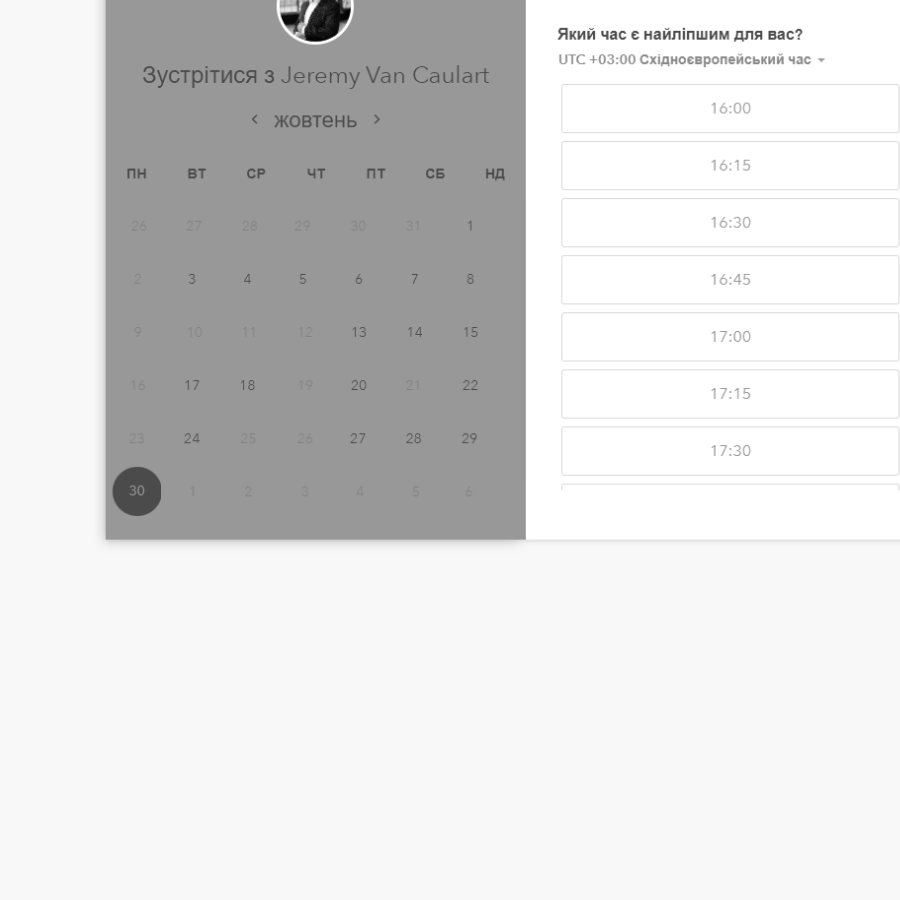 Зустрітися з Jeremy Van Caulart
жовтень
ПН ВТ СР ЧТ ПТ СБ НД
26 27 28 29 30 31 1
2 3 4 5 6 7 8
9 10 11 12 13 14 15
16 17 18 19 20 21 22
23 24 25 26 27 28 29
30 1 2 3 4 5 6
Який час є найліпшим для вас?
UTC +03:00 Східноєвропейський час
16:00
16:15
16:30
16:45
17:00
17:15
17:30